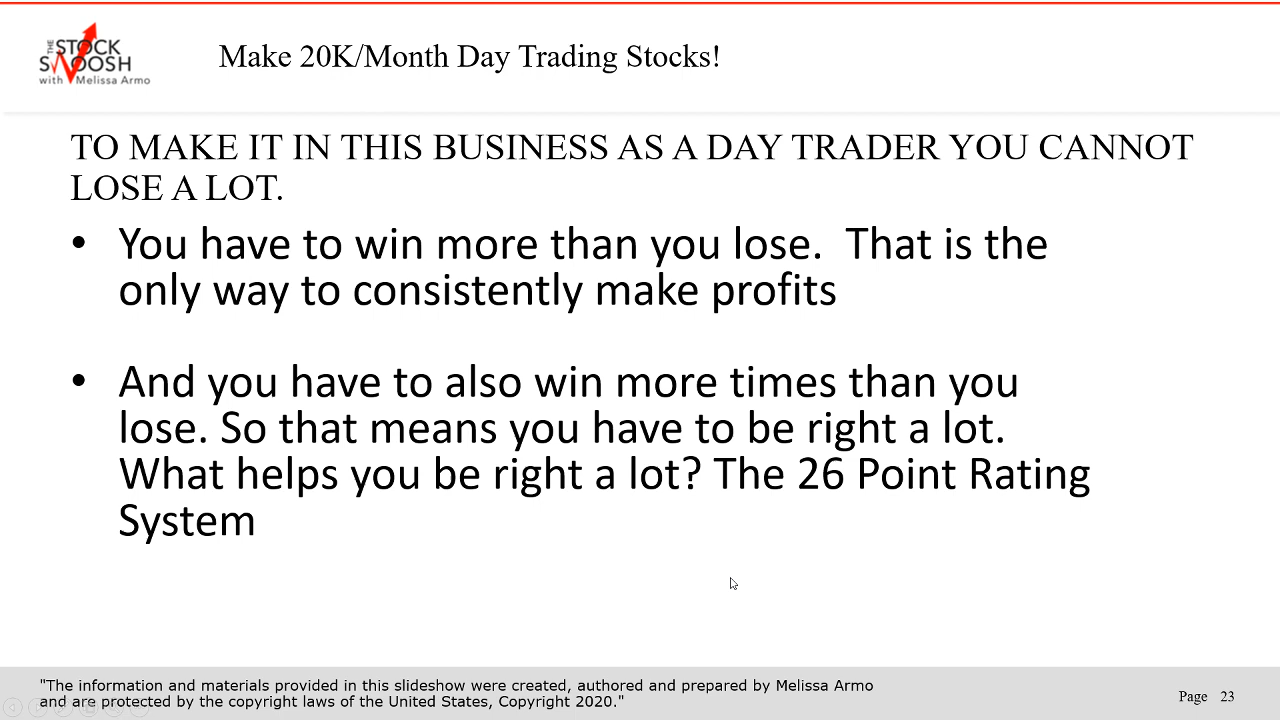 THE
STOCK
SWOOSH
with Melissa Armo
Make 20K/Month Day Trading Stocks!
TO MAKE IT IN THIS BUSINESS AS A DAY TRADER YOU CANNOT
LOSE A LOT.
• You have to win more than you lose.  That is the
only way to consistently make profits
• And you have to also win more times than you
lose. So that means you have to be right a lot.
What helps you be right a lot? The 26 Point Rating
System
"The information and materials provided in this slideshow were created, authored and prepared by Melissa Armo
and are protected by the copyright laws of the United States, Copyright 2020."
Page 23